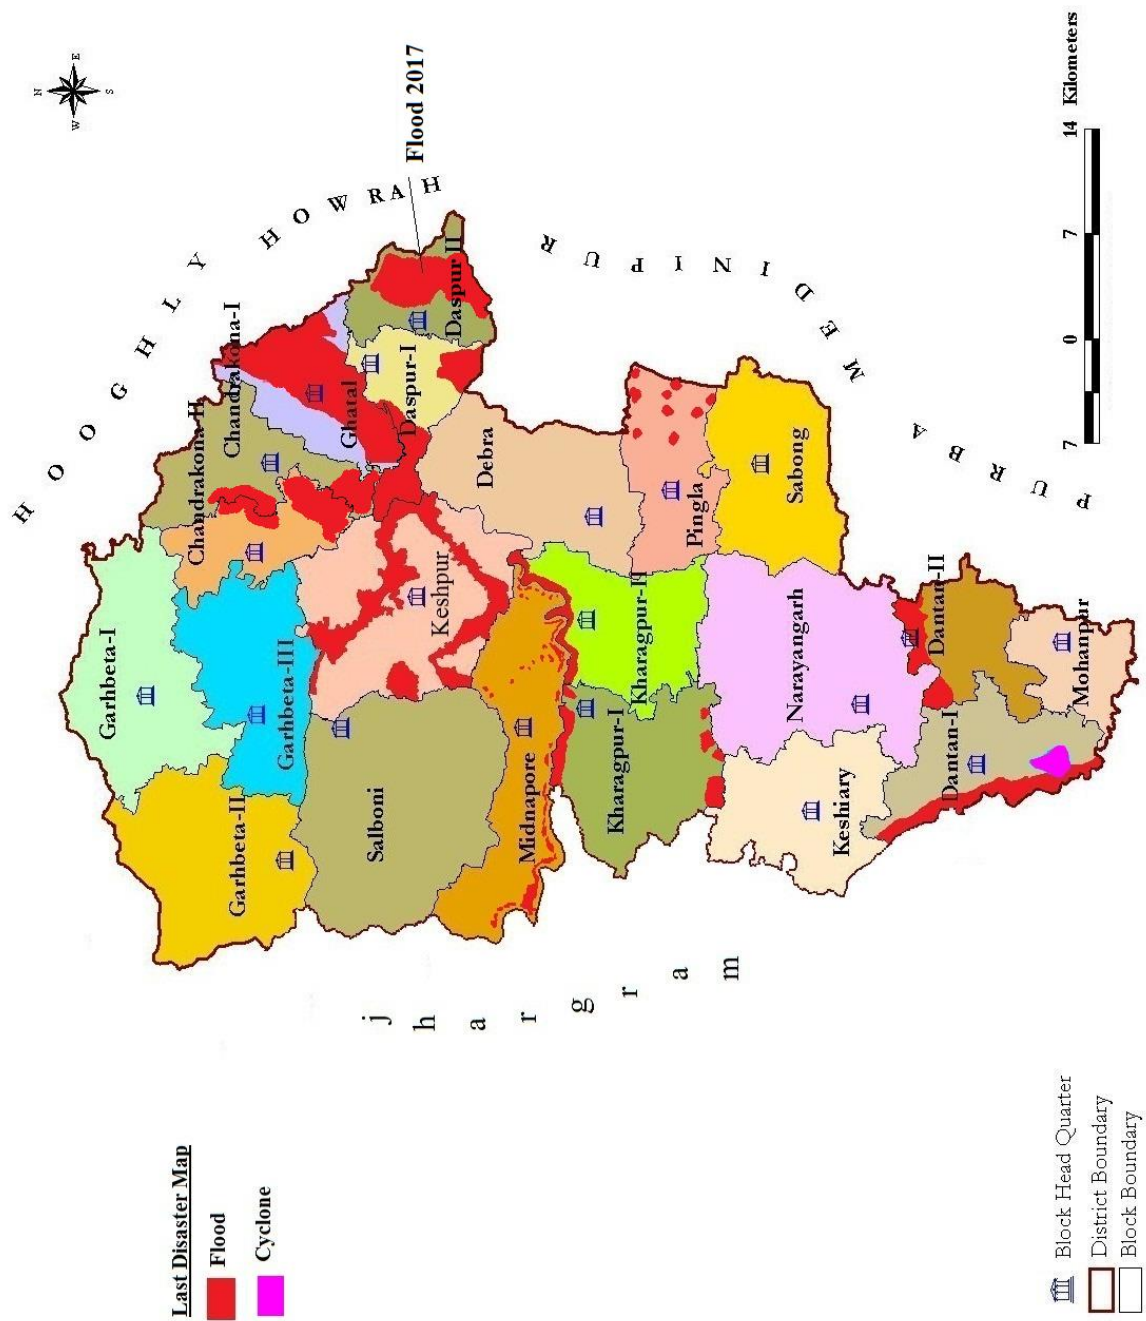 N
W
E
S
Flood 2017
HOOGHLY
HOWRAH
PURBA MEDINIPUR
jhargram
Garhbeta-I
Garhbeta-II
Garhbeta-III
Chandrakona-II
Chandrakona-I
Ghatal
Daspur-I
Daspur II
Keshpur
Salboni
Debra
Midnapore
Pingla
Sabong
Kharagpur-I
Kharagpur-II
Narayangarh
Keshiary
Dantan-I
Dantan-II
Mohanpur
7 0 7 14 Kilometers
Last Disaster Map
Flood
Cyclone
Block Head Quarter
District Boundary
Block Boundary